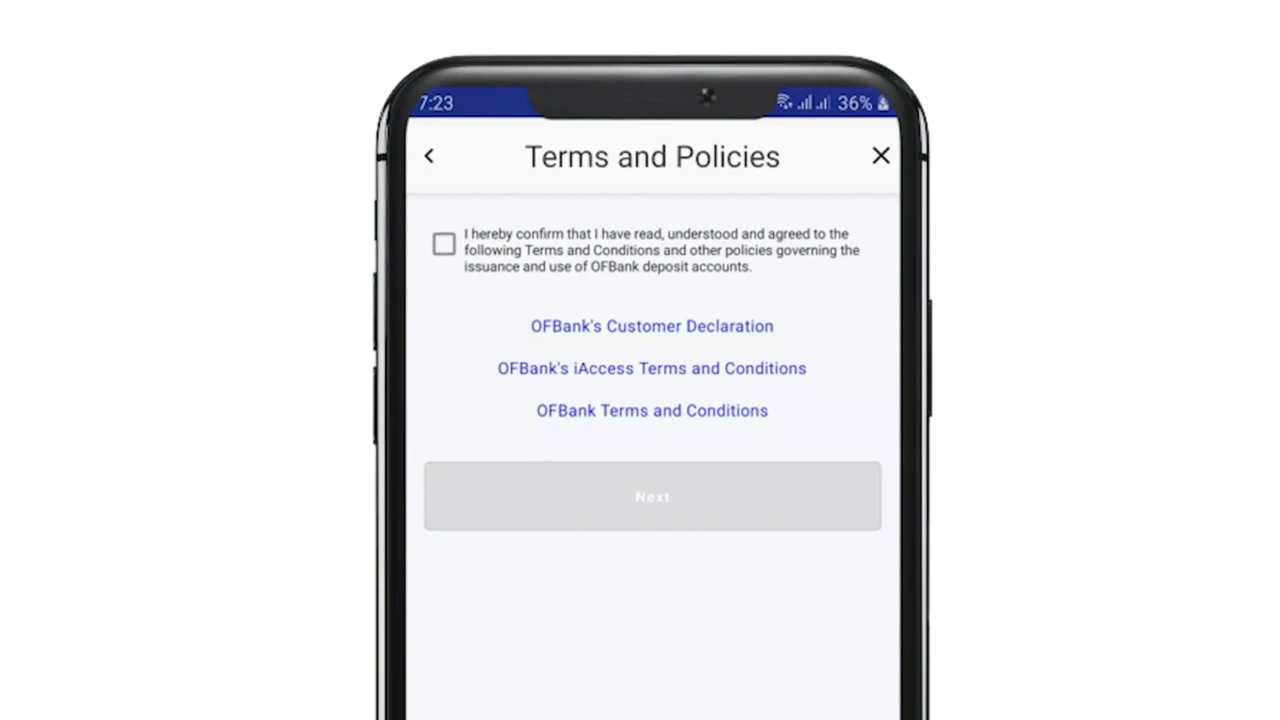 7:23 36%
Terms and Policies
I hereby confirm that I have read, understood and agreed to the
following Terms and Conditions and other policies governing the
issuance and use of OFBank deposit accounts.
OFBank's Customer Declaration
OFBank's iAccess Terms and Conditions
OFBank Terms and Conditions
Next